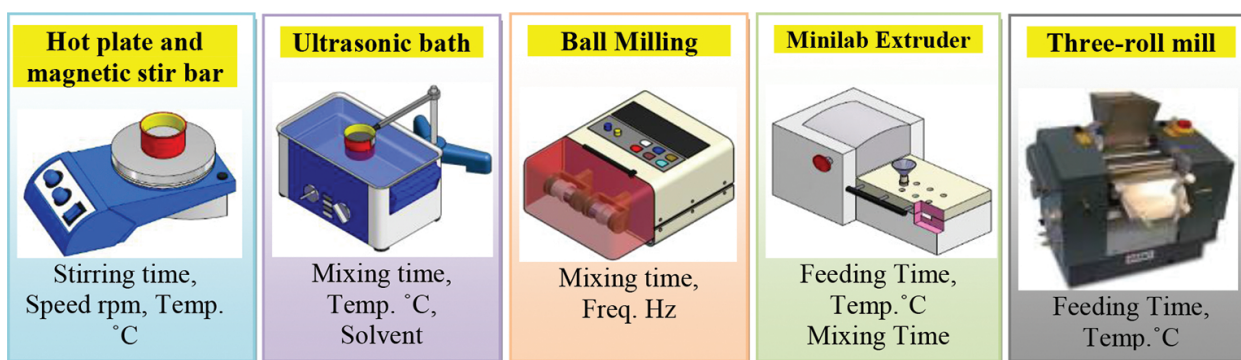 Hot plate and
magnetic stir bar
Stirring time,
Speed rpm, Temp.
˚C
Ultrasonic bath
Mixing time,
Temp. ˚C,
Solvent
Ball Milling
Mixing time,
Freq. Hz
Minilab Extruder
Feeding Time,
Temp.˚C
Mixing Time
Three-roll mill
Feeding Time,
Temp.˚C